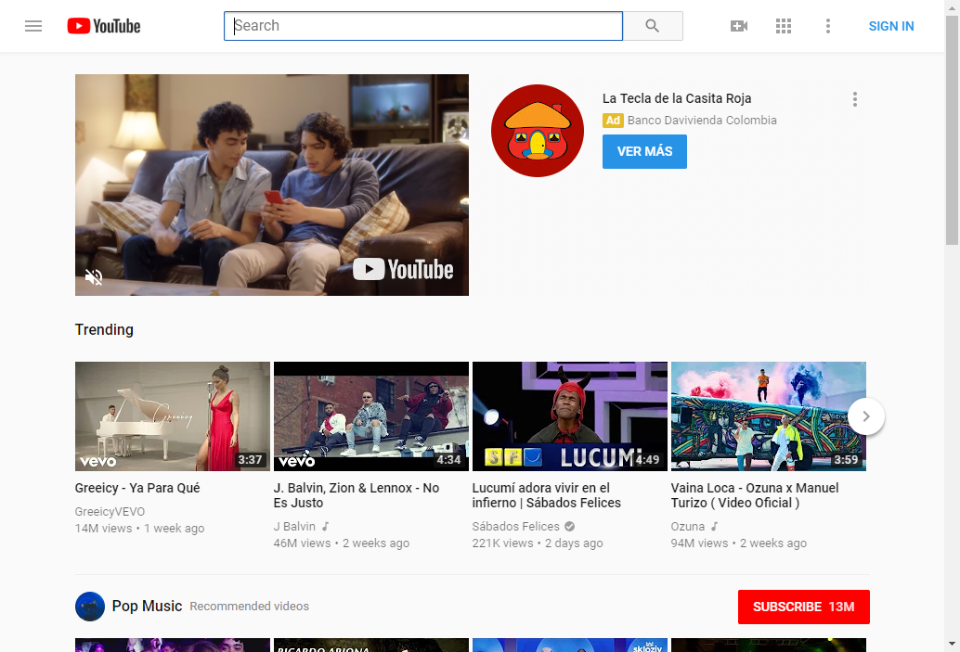 YouTube
Search
SIGN IN
YouTube
La Tecla de la Casita Roja
Ad Banco Davivienda Colombia
VER MÁS
Trending
Greeicy
vevo
3:37
vevo
4:34
SF
LUCUMÍ
4:49
3:59
Greeicy - Ya Para Qué
GreeicyVEVO
14M views • 1 week ago
J. Balvin, Zion & Lennox - No
Es Justo
J Balvin
46M views • 2 weeks ago
Lucumí adora vivir en el
infierno | Sábados Felices
Sábados Felices
221K views • 2 days ago
Vaina Loca - Ozuna x Manuel
Turizo ( Video Oficial )
Ozuna
94M views • 2 weeks ago
Pop Music Recommended videos
SUBSCRIBE 13M
RICARDO ARJONA